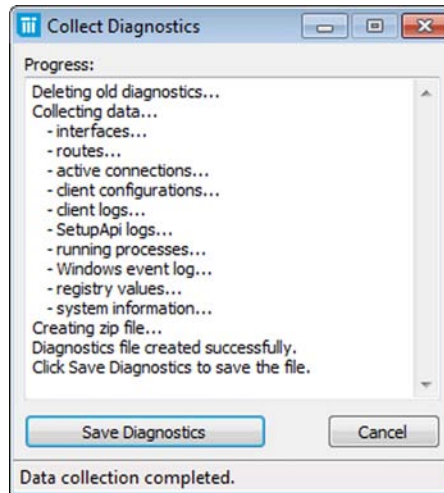 Collect Diagnostics
Progress:
Deleting old diagnostics...
Collecting data...
- interfaces...
- routes...
- active connections...
- client configurations...
- client logs...
- SetupApi logs...
- running processes...
- Windows event log...
- registry values...
- system information...
Creating zip file...
Diagnostics file created successfully.
Click Save Diagnostics to save the file.
Save Diagnostics
Cancel
Data collection completed.